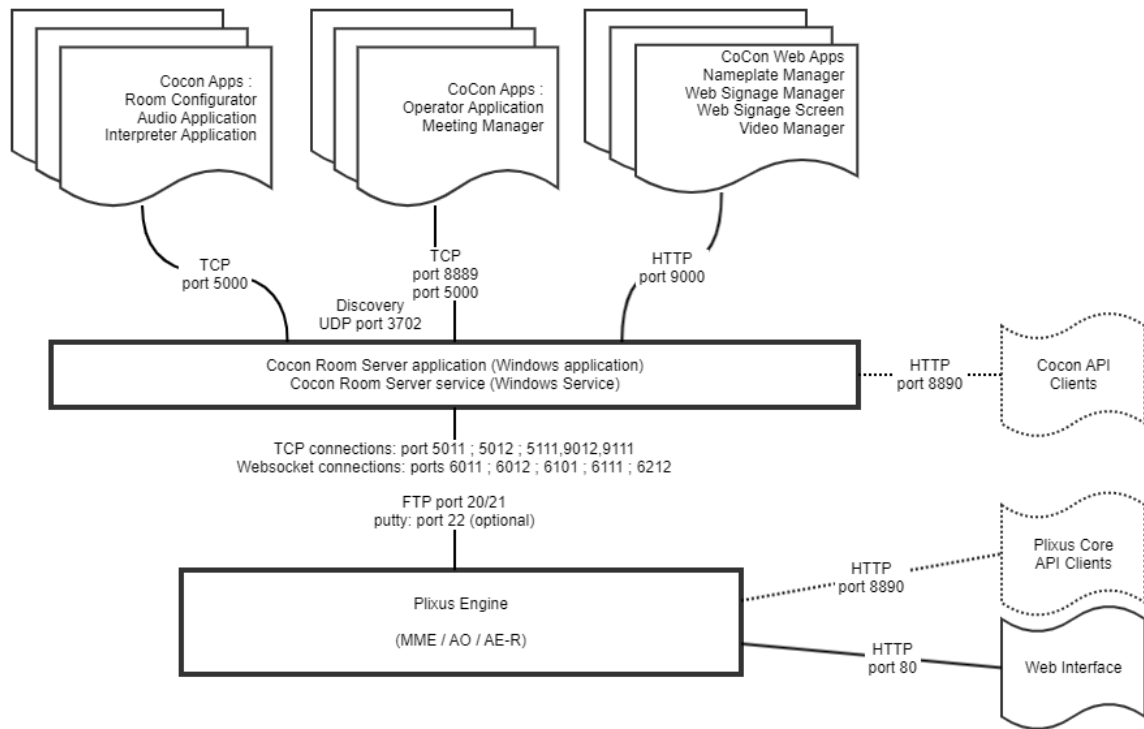 Cocon Apps :
Room Configurator
Audio Application
Interpreter Application
CoCon Apps :
Operator Application
Meeting Manager
CoCon Web Apps
Nameplate Manager
Web Signage Manager
Web Signage Screen
Video Manager
TCP
port 5000
TCP
port 8889
port 5000
HTTP
port 9000
Discovery
UDP port 3702
Cocon Room Server application (Windows application)
Cocon Room Server service (Windows Service)
HTTP
port 8890
Cocon API
Clients
TCP connections: port 5011 ; 5012 ; 5111,9012,9111
Websocket connections: ports 6011 ; 6012 ; 6101 ; 6111 ; 6212
FTP port 20/21
putty: port 22 (optional)
Plixus Engine
(MME / AO / AE-R)
HTTP
port 8890
Plixus Core
API Clients
HTTP
port 80
Web Interface